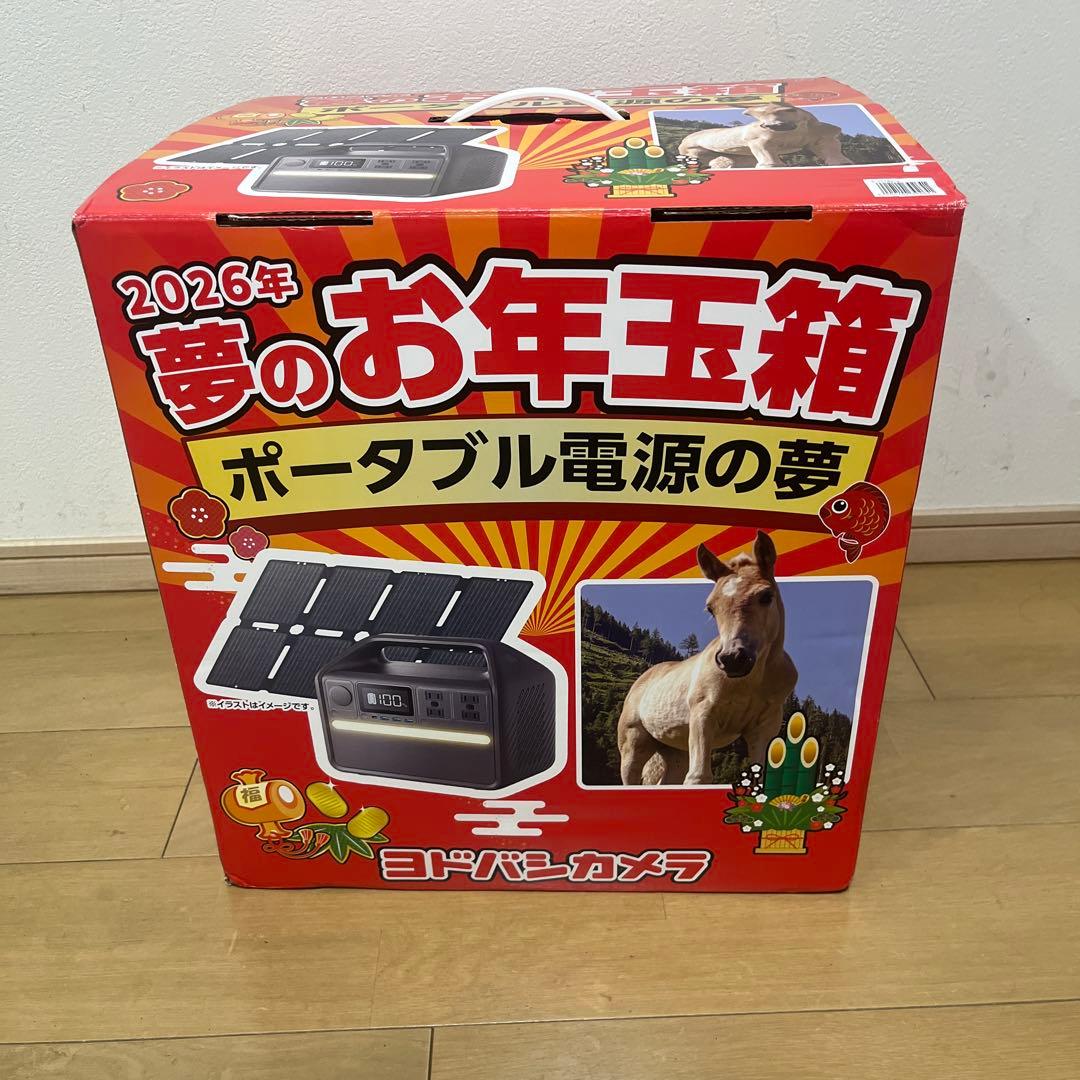 100
2026年
夢のお年玉箱
ポータブル電源の夢
100%
※イラストはイメージです。
福
ヨドバシカメラ